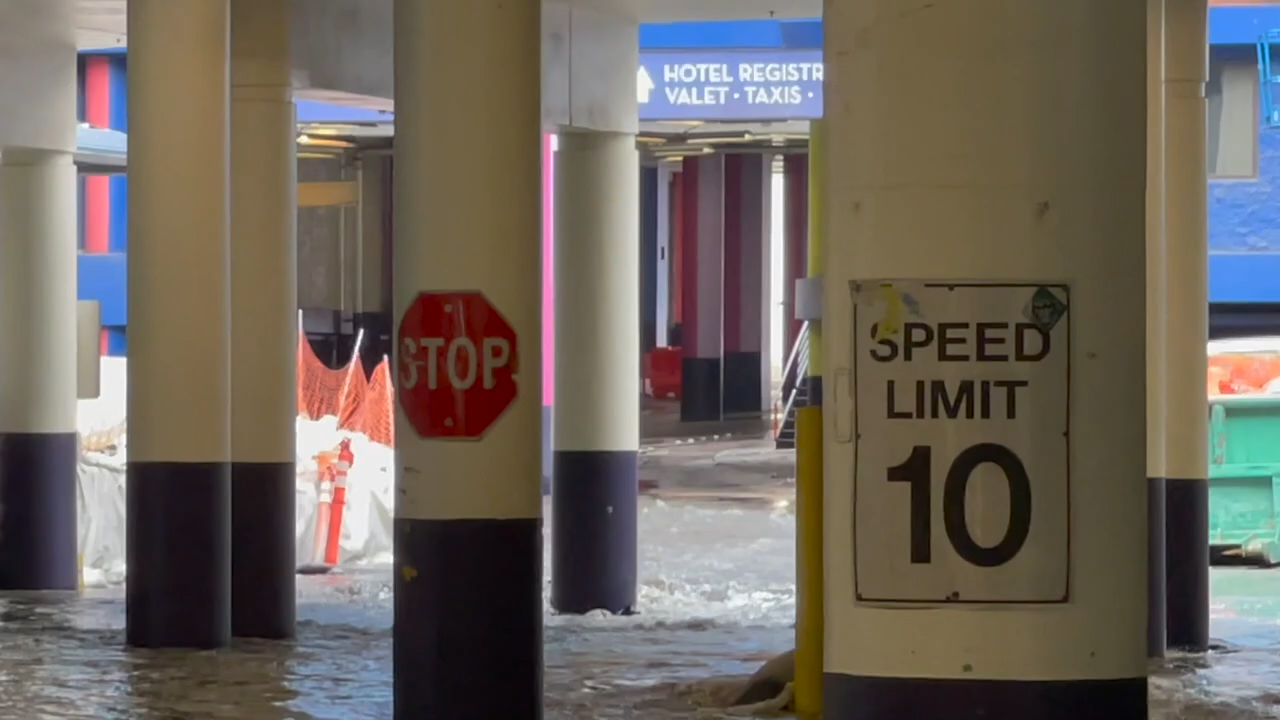 HOTEL REGISTR
VALET · TAXIS ·
STOP
SPEED
LIMIT
10